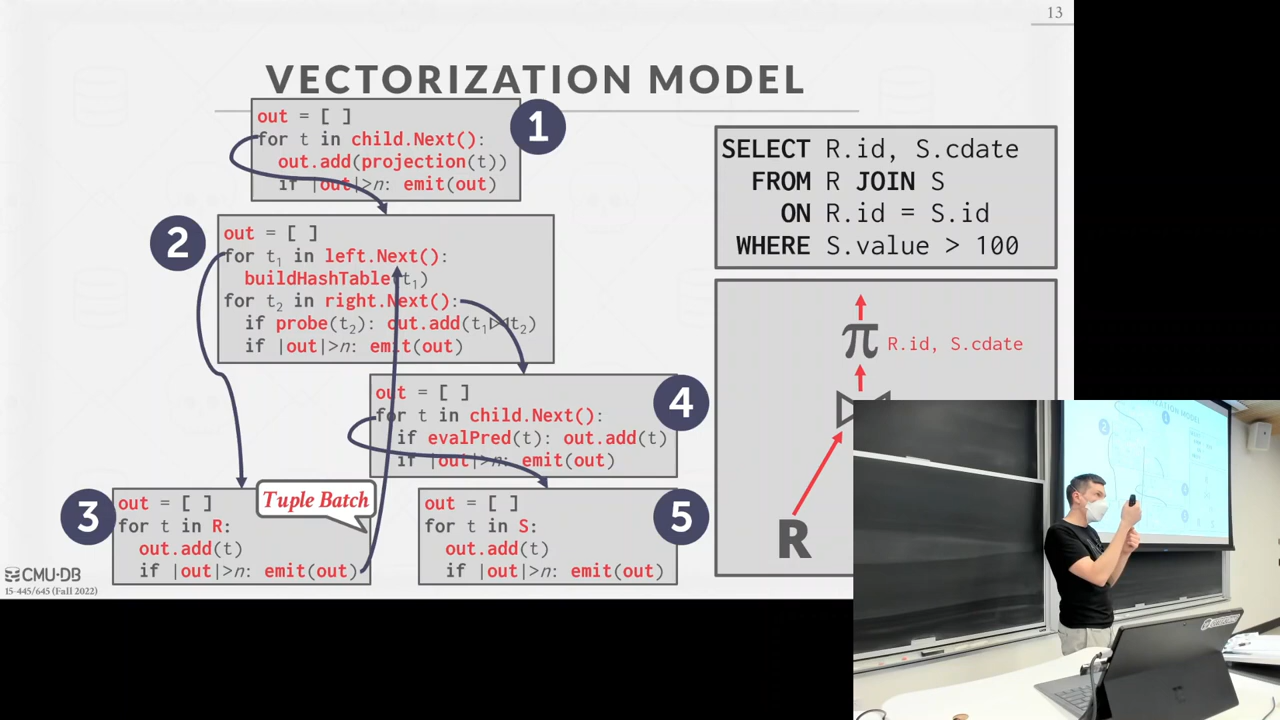 13
VECTORIZATION MODEL
out = [ ]
for t in child.Next():
out.add(projection(t))
if |out|>n: emit(out)
1
2
out = [ ]
for t₁ in left.Next():
buildHashTable(t₁)
for t₂ in right.Next():
if probe(t₂): out.add(t₁⨝t₂)
if |out|>n: emit(out)
out = [ ]
for t in child.Next():
if evalPred(t): out.add(t)
if |out|>n: emit(out)
4
3
out = [ ]
for t in R:
out.add(t)
if |out|>n: emit(out)
Tuple Batch
out = [ ]
for t in S:
out.add(t)
if |out|>n: emit(out)
5
SELECT R.id, S.cdate
FROM R JOIN S
ON R.id = S.id
WHERE S.value > 100
π R.id, S.cdate
⨝
R
CMU·DB
15-445/645 (Fall 2022)